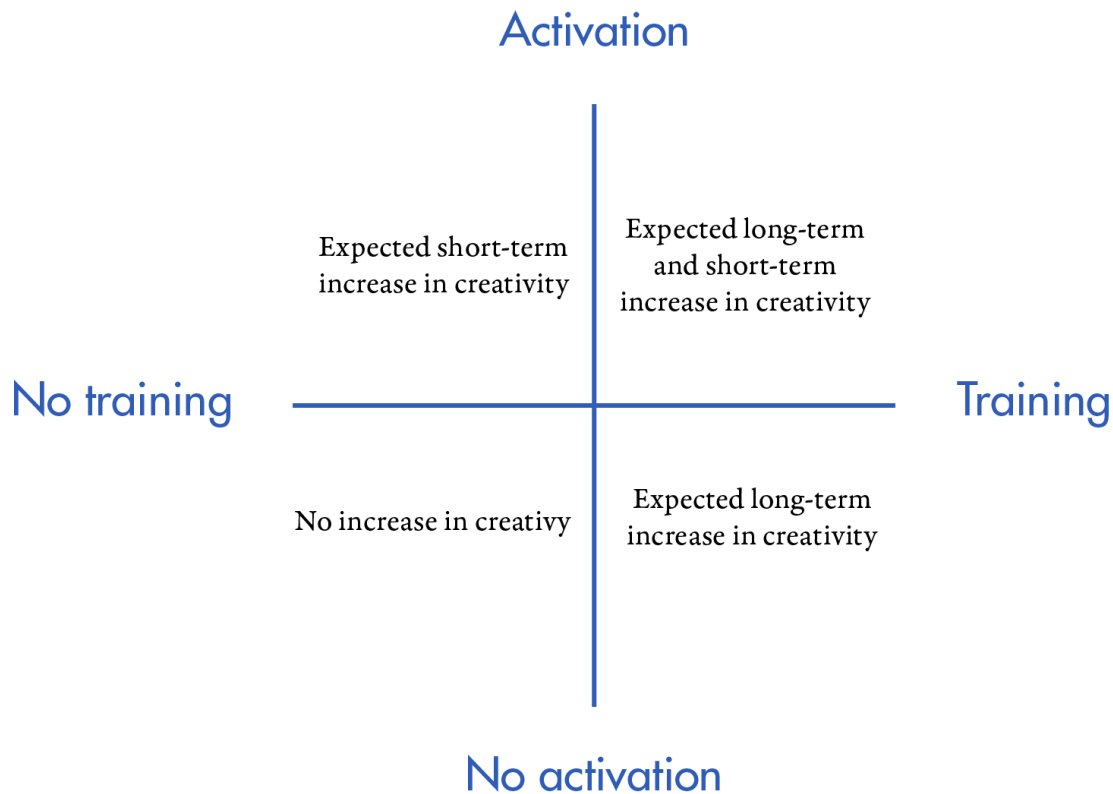 Activation
Expected short-term
increase in creativity
Expected long-term
and short-term
increase in creativity
No training
Training
No increase in creativy
Expected long-term
increase in creativity
No activation